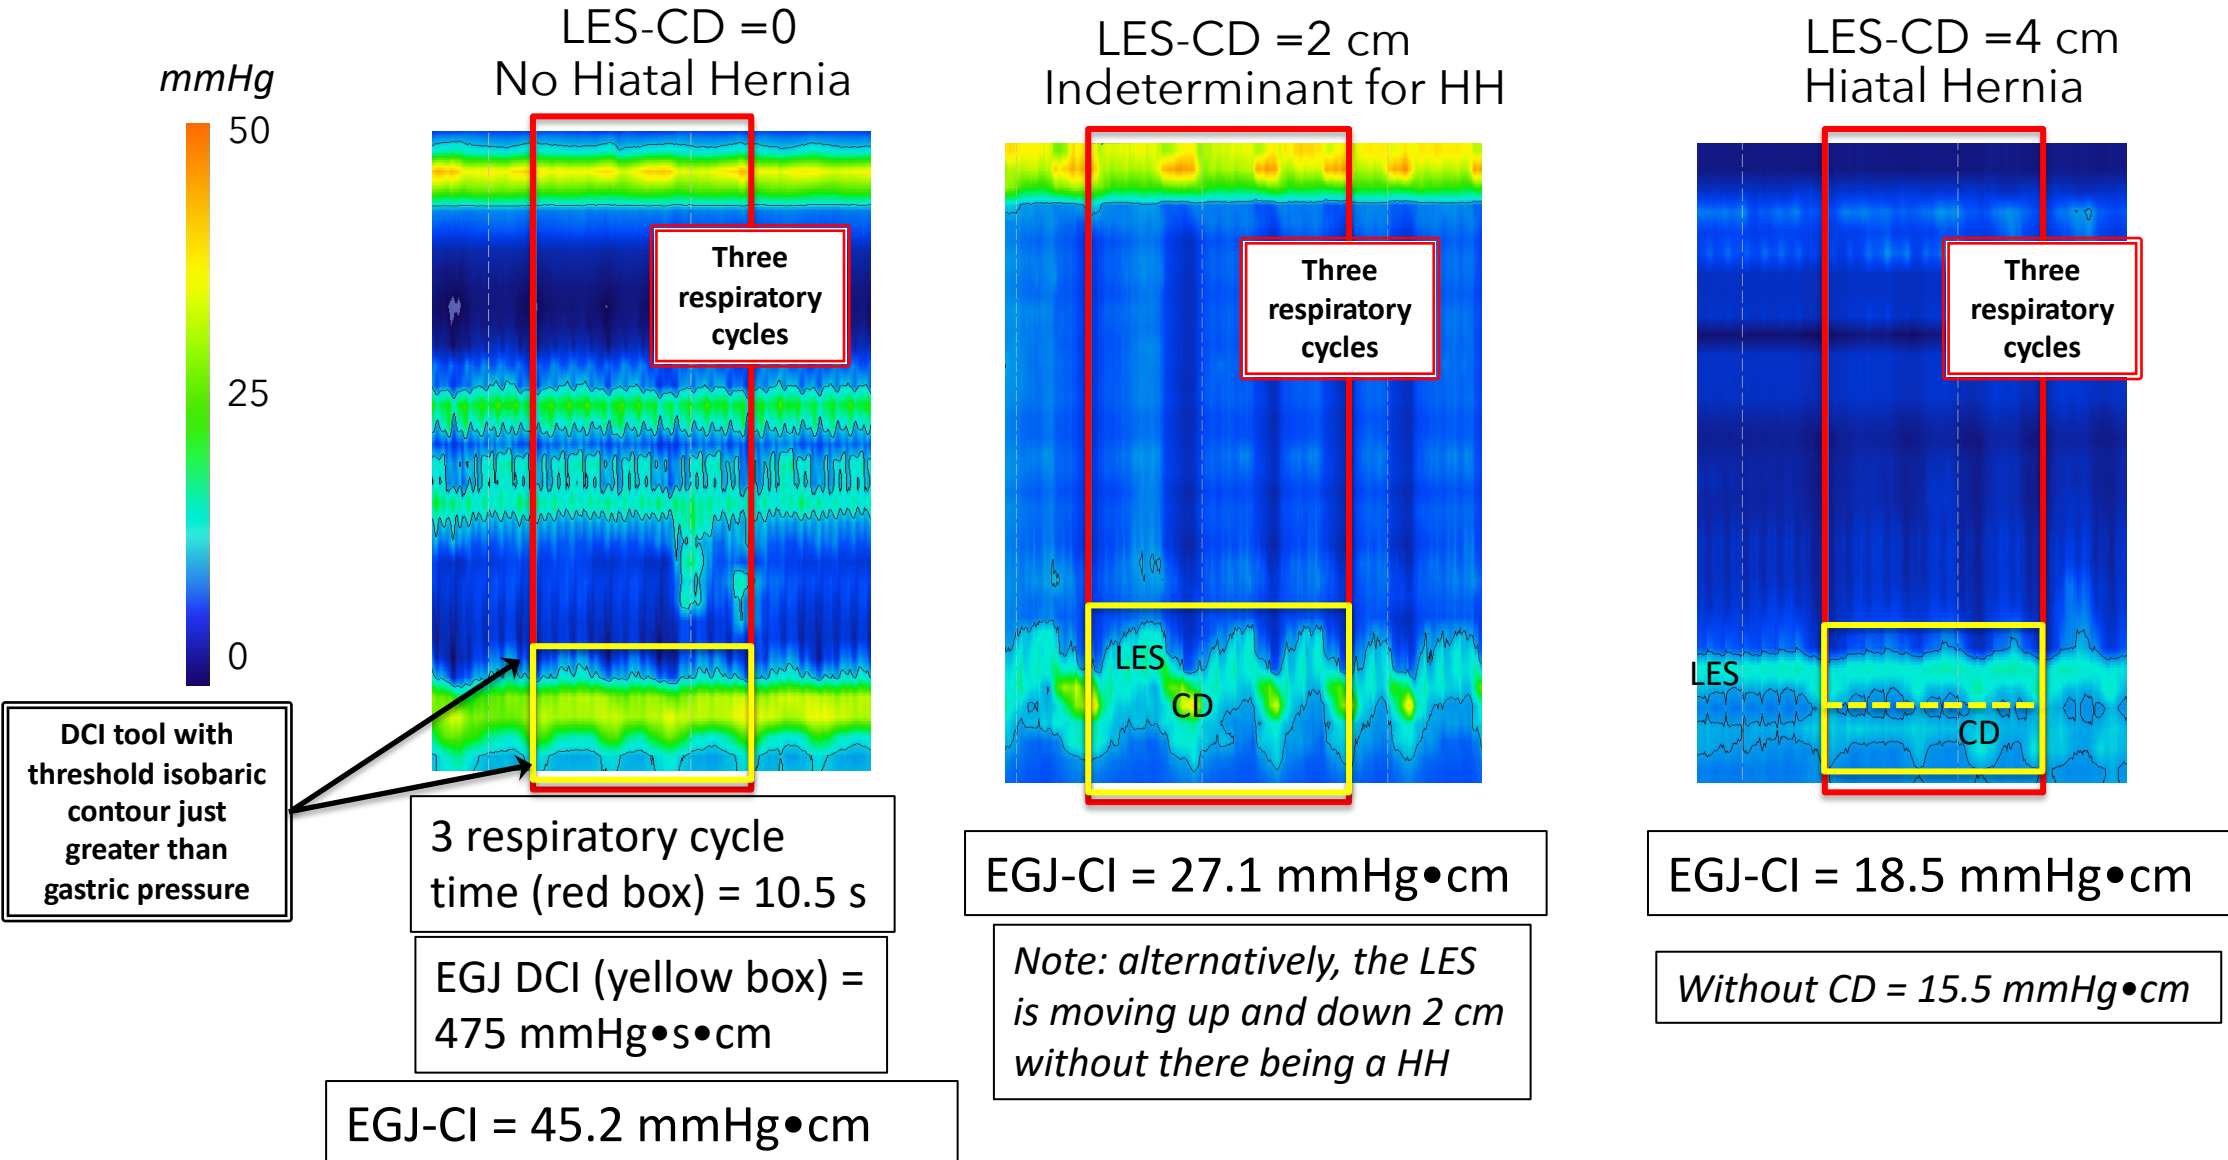 LES-CD =0
No Hiatal Hernia
LES-CD =2 cm
Indeterminant for HH
LES-CD =4 cm
Hiatal Hernia
mmHg
50
25
0
Three
respiratory
cycles
Three
respiratory
cycles
Three
respiratory
cycles
LES
CD
LES
CD
DCI tool with
threshold isobaric
contour just
greater than
gastric pressure
3 respiratory cycle
time (red box) = 10.5 s
EGJ DCI (yellow box) =
475 mmHg•s•cm
EGJ-CI = 45.2 mmHg•cm
EGJ-CI = 27.1 mmHg•cm
Note: alternatively, the LES
is moving up and down 2 cm
without there being a HH
EGJ-CI = 18.5 mmHg•cm
Without CD = 15.5 mmHg•cm